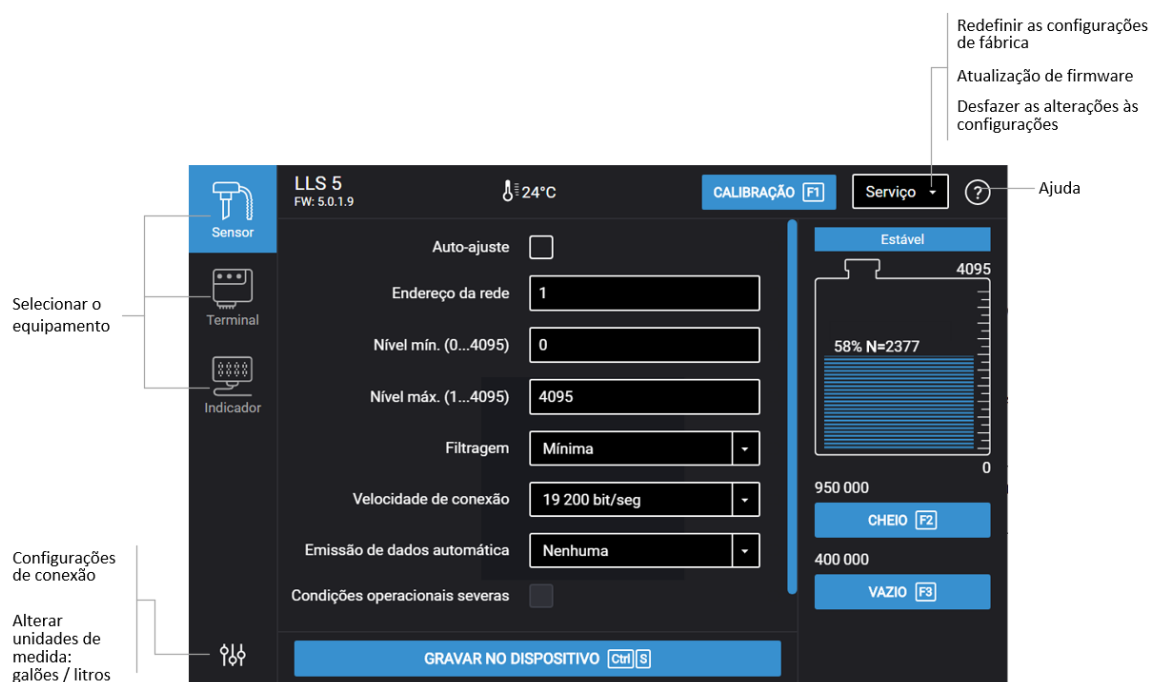 Redefinir as configurações
de fábrica
Atualização de firmware
Desfazer as alterações às
configurações
LLS 5
FW: 5.0.1.9
24°C
CALIBRAÇÃO F1
Serviço
?
Ajuda
Sensor
Terminal
Indicador
Selecionar o
equipamento
Auto-ajuste
Endereço da rede
1
Nível mín. (0...4095)
0
Nível máx. (1...4095)
4095
Filtragem
Mínima
Velocidade de conexão
19 200 bit/seg
Emissão de dados automática
Nenhuma
Condições operacionais severas
GRAVAR NO DISPOSITIVO Ctrl S
Estável
4095
58% N=2377
0
950 000
CHEIO F2
400 000
VAZIO F3
Configurações
de conexão
Alterar
unidades de
medida:
galões / litros